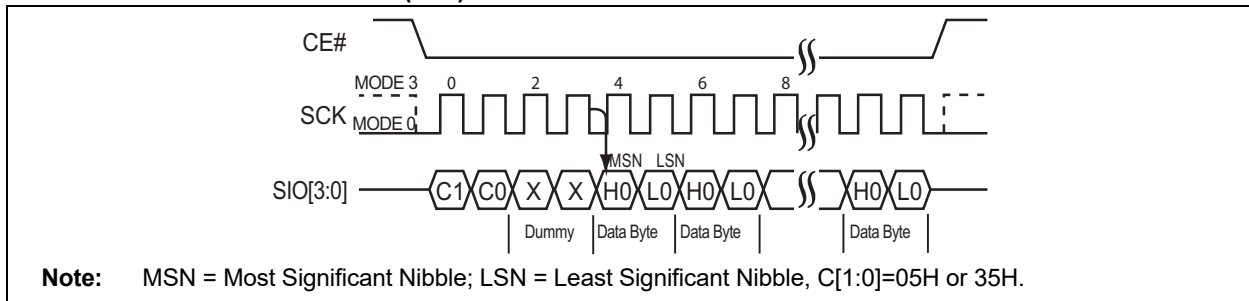 CE#
MODE 3 0 2 4 6 8
SCK MODE 0
MSN LSN
SIO[3:0] C1 C0 X X H0 L0 H0 L0 H0 L0
Dummy Data Byte Data Byte Data Byte
Note: MSN = Most Significant Nibble; LSN = Least Significant Nibble, C[1:0]=05H or 35H.